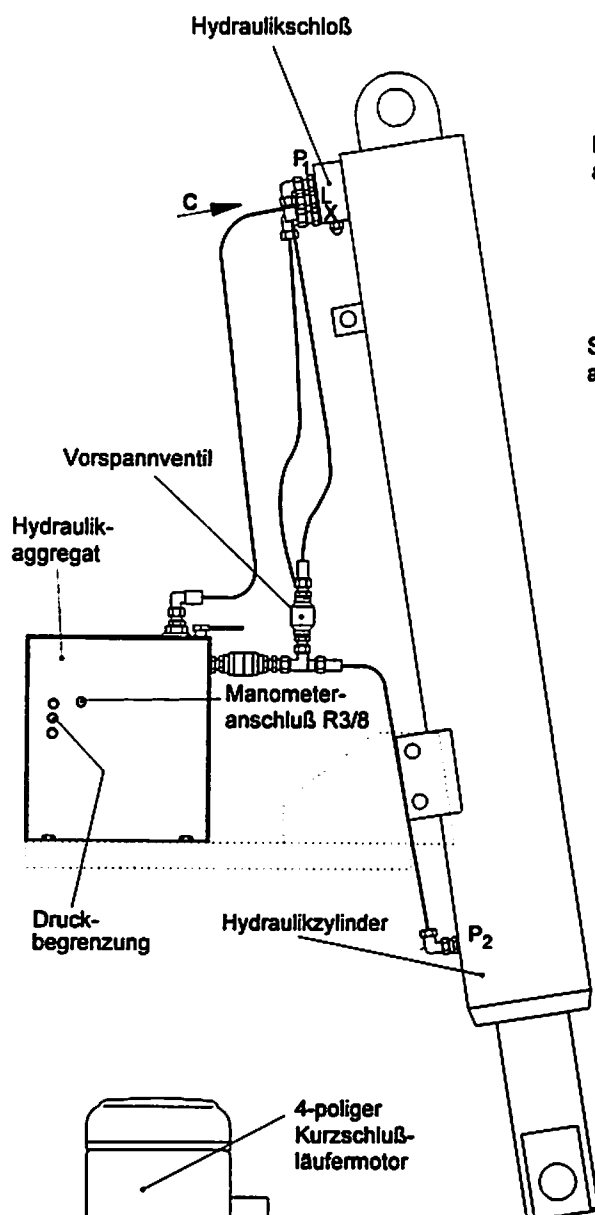 Hydraulikschloß
P1
L
X
C
Vorspannventil
Hydraulik-
aggregat
Manometer-
anschluß R3/8
Druck-
begrenzung
Hydraulikzylinder
P2
4-poliger
Kurzschluß-
läufermotor